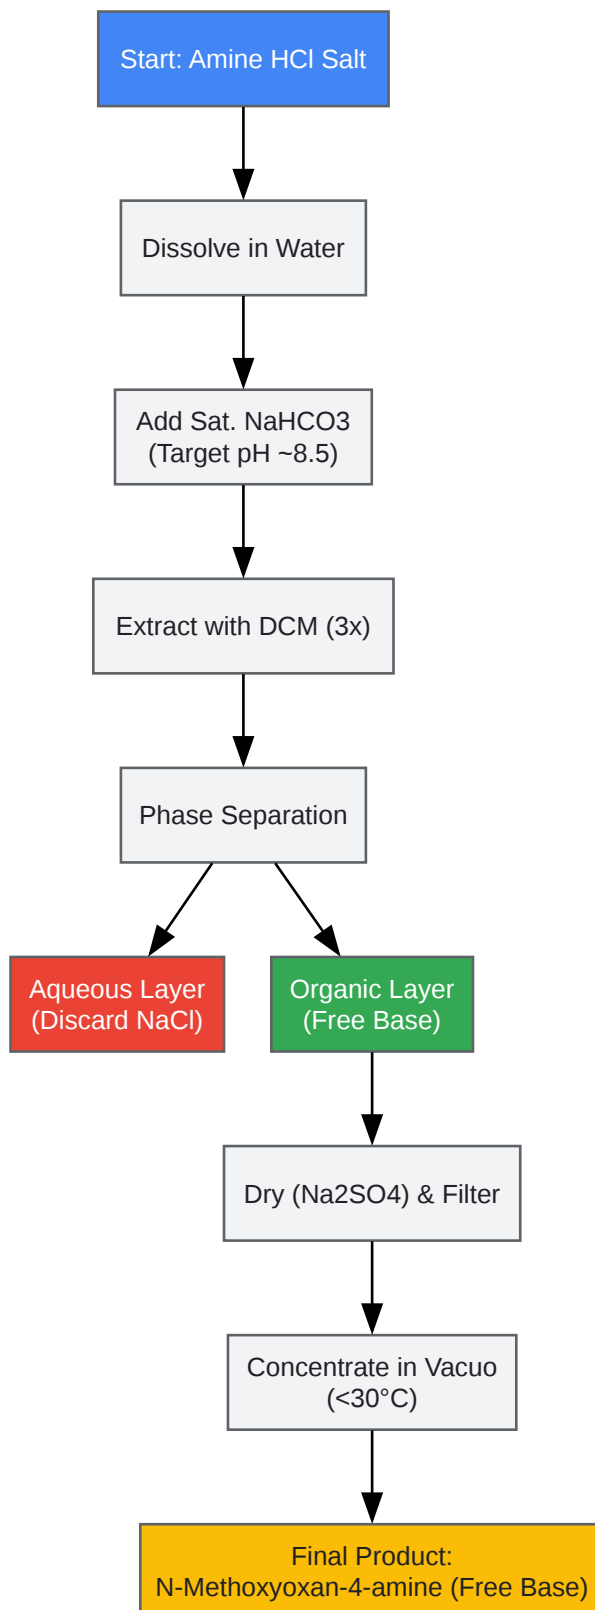 Start: Amine HCl Salt
Dissolve in Water
Add Sat. NaHCO3
(Target pH ~8.5)
Extract with DCM (3x)
Phase Separation
Aqueous Layer
(Discard NaCl)
Organic Layer
(Free Base)
Dry (Na2SO4) & Filter
Concentrate in Vacuo
(<30°C)
Final Product:
N-Methoxyoxan-4-amine (Free Base)